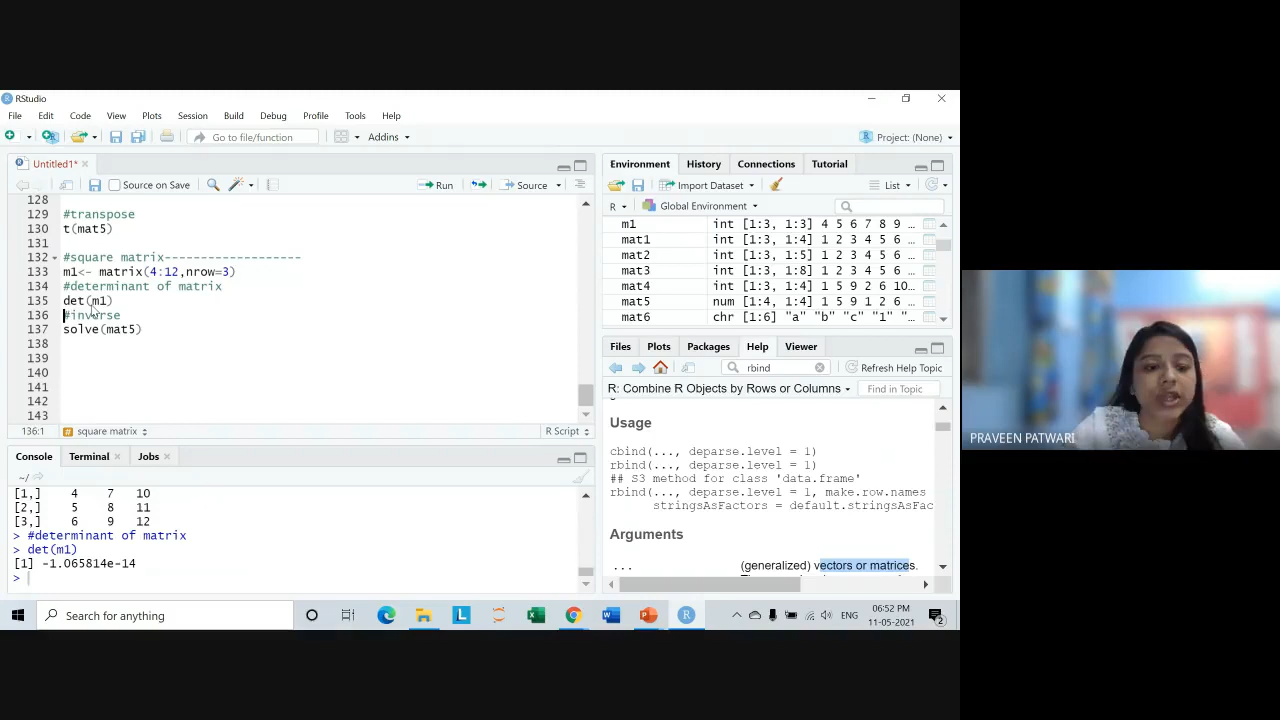 RStudio
File Edit Code View Plots Session Build Debug Profile Tools Help
Go to file/function Addins Project: (None)
Untitled1*
Source on Save Run Source
128
129 #transpose
130 t(mat5)
131
132 #square matrix-------------------
133 m1<- matrix(4:12,nrow=3)
134 #determinant of matrix
135 det(m1)
136 #inverse
137 solve(mat5)
138
139
140
141
142
143
136:1 square matrix R Script
Console Terminal Jobs
~/
[1,] 4 7 10
[2,] 5 8 11
[3,] 6 9 12
> #determinant of matrix
> det(m1)
[1] -1.065814e-14
>
Environment History Connections Tutorial
Import Dataset List
R Global Environment
m1 int [1:3, 1:3] 4 5 6 7 8 9 ...
mat1 int [1:3, 1:4] 1 2 3 4 5 6 ...
mat2 int [1:3, 1:5] 1 2 3 4 5 6 ...
mat3 int [1:3, 1:8] 1 2 3 4 5 6 ...
mat4 int [1:3, 1:4] 1 5 9 2 6 10...
mat5 num [1:4, 1:4] 1 5 9 1 2 6 ...
mat6 chr [1:6] "a" "b" "c" "1" "...
Files Plots Packages Help Viewer
rbind Refresh Help Topic
R: Combine R Objects by Rows or Columns Find in Topic
Usage
cbind(..., deparse.level = 1)
rbind(..., deparse.level = 1)
## S3 method for class 'data.frame'
rbind(..., deparse.level = 1, make.row.names
stringsAsFactors = default.stringsAsFac
Arguments
... (generalized) vectors or matrices.
Search for anything
ENG
06:52 PM
11-05-2021
2
PRAVEEN PATWARI